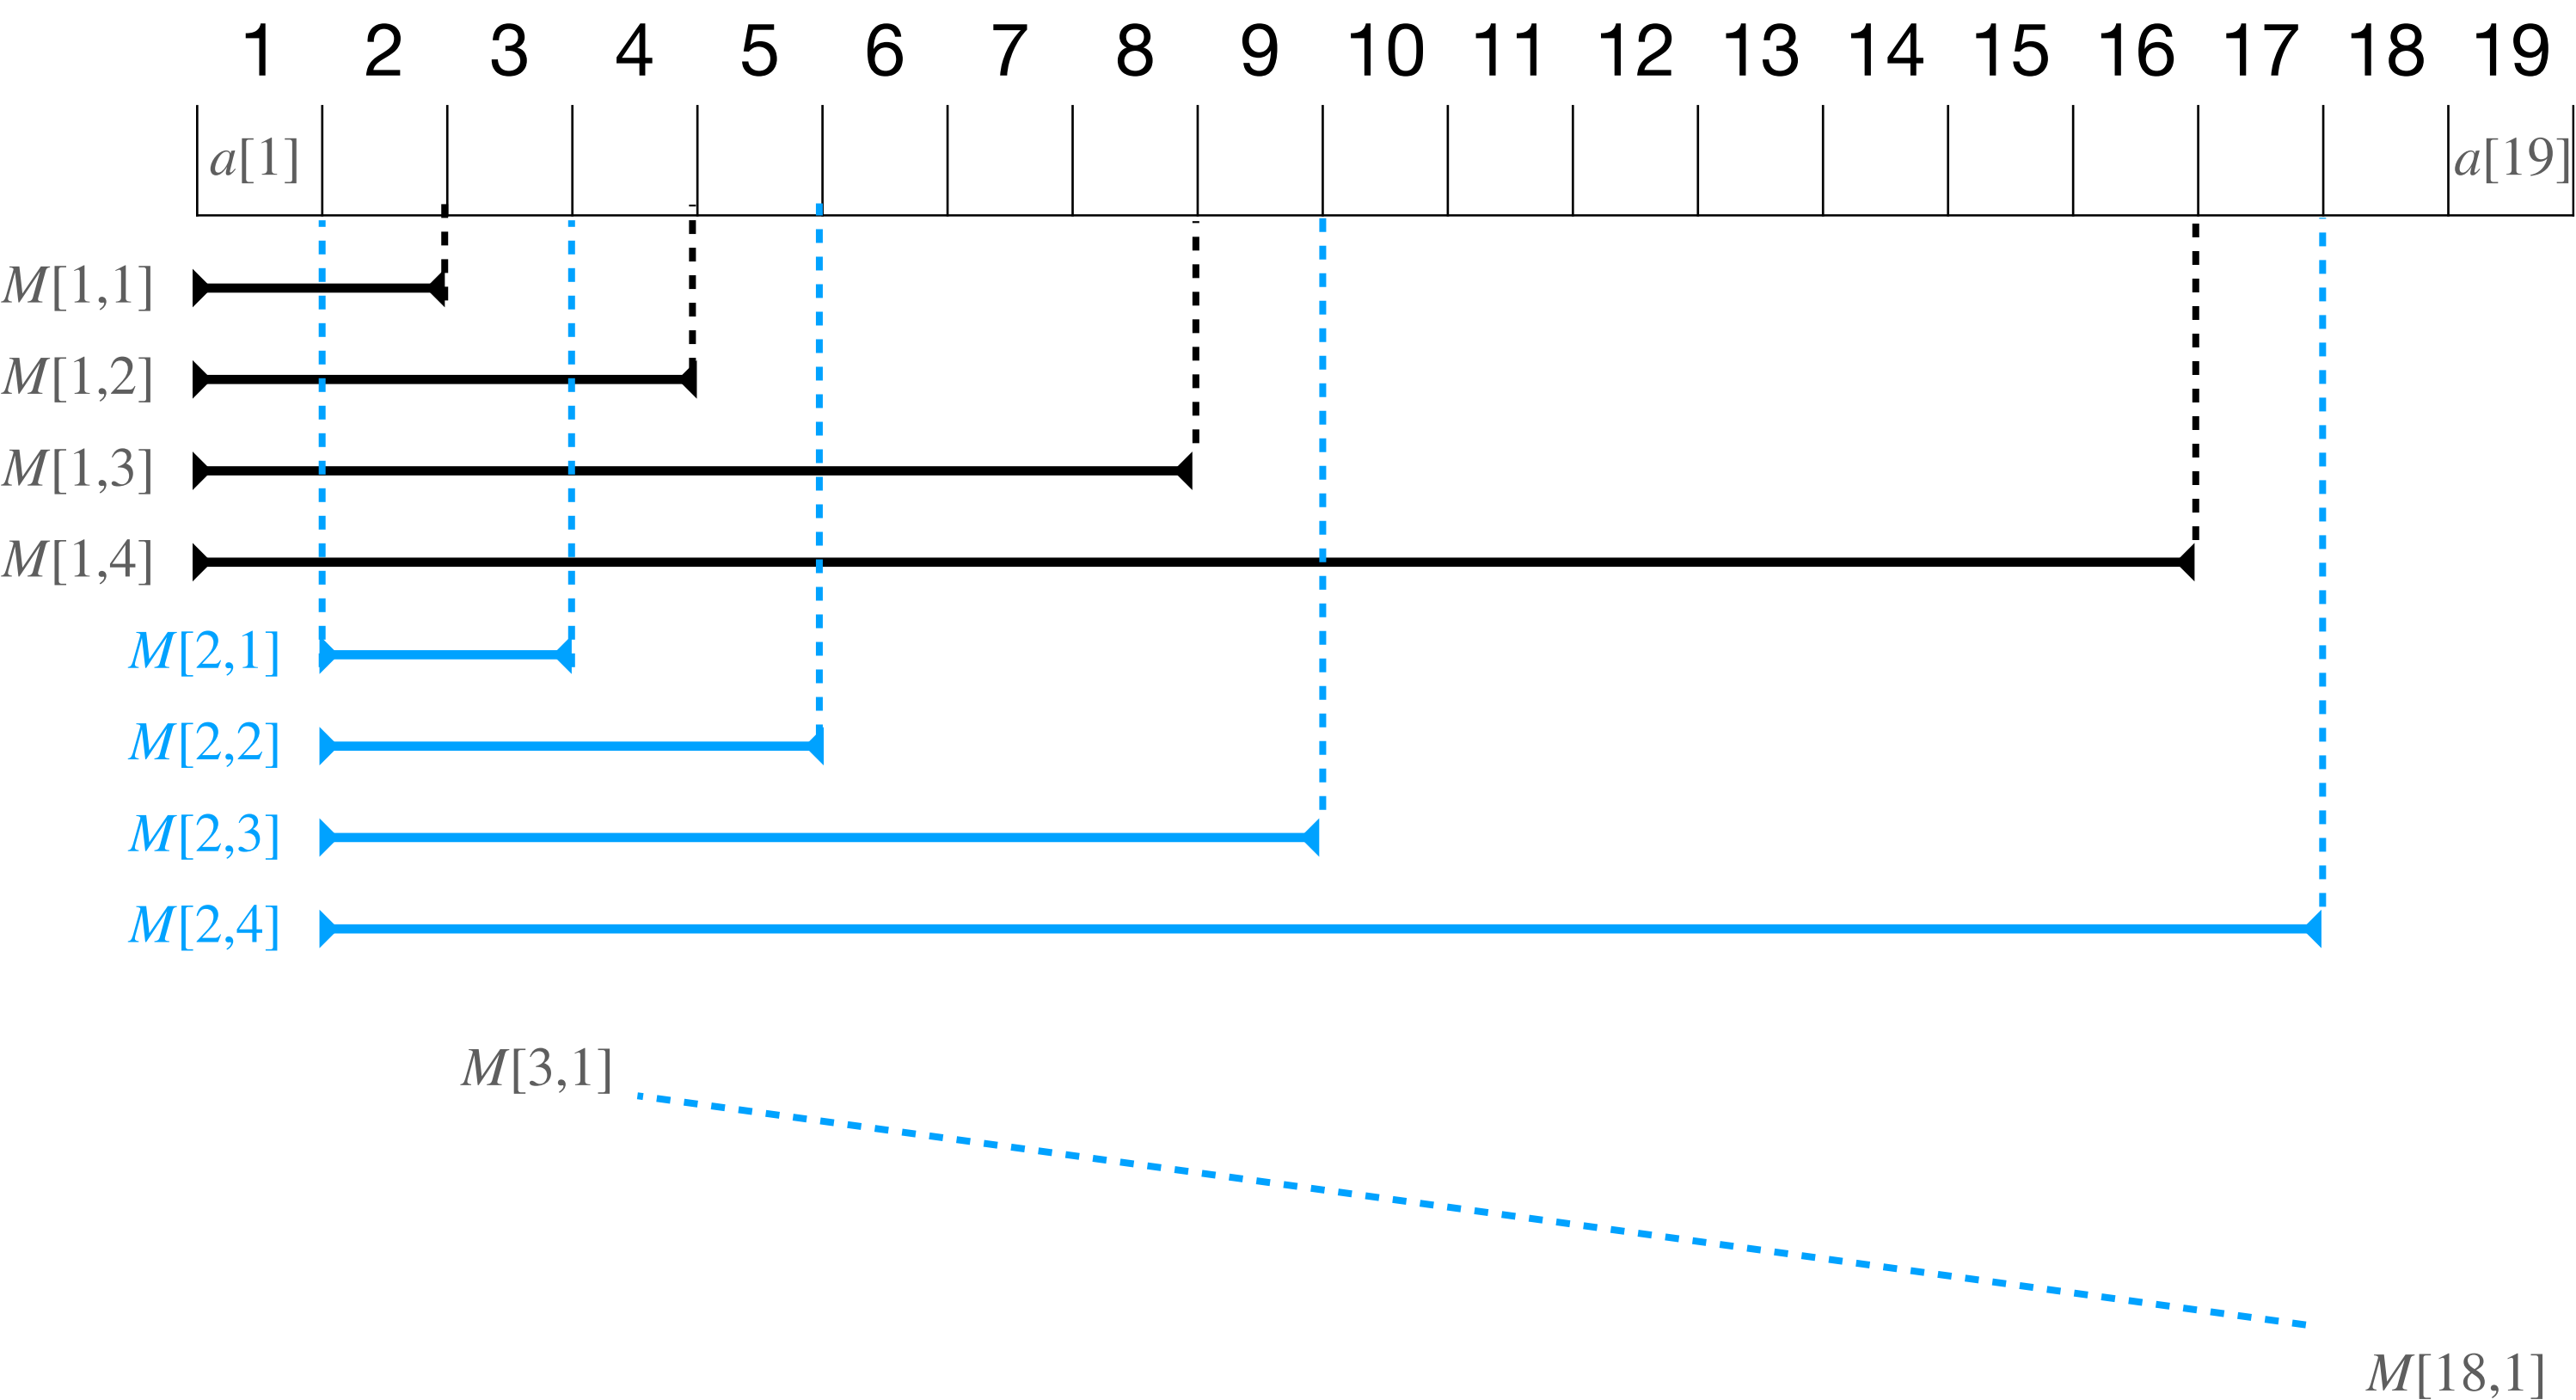 1 2 3 4 5 6 7 8 9 10 11 12 13 14 15 16 17 18 19
a[1] a[19]
M[1,1]
M[1,2]
M[1,3]
M[1,4]
M[2,1]
M[2,2]
M[2,3]
M[2,4]
M[3,1]
M[18,1]